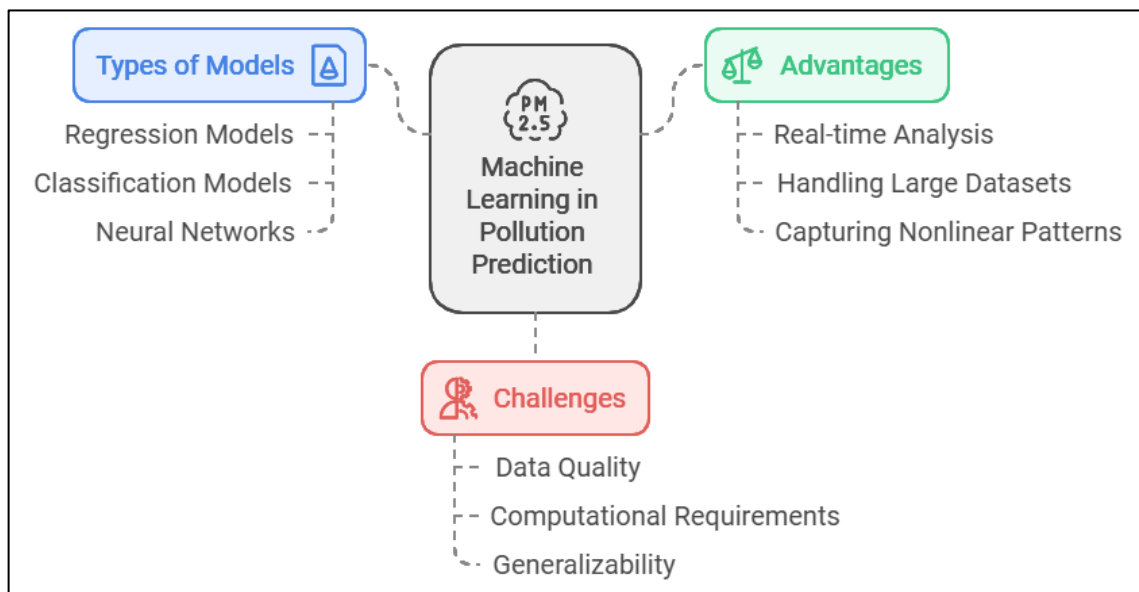 Types of Models
Regression Models
Classification Models
Neural Networks
PM
2.5
Machine
Learning in
Pollution
Prediction
Advantages
Real-time Analysis
Handling Large Datasets
Capturing Nonlinear Patterns
Challenges
Data Quality
Computational Requirements
Generalizability